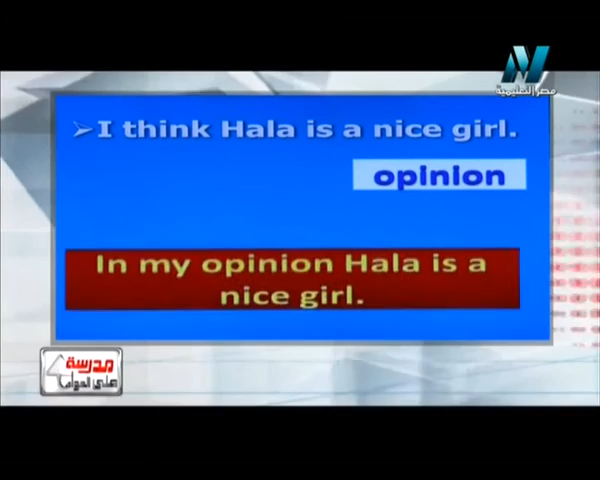 مصر التعليمية
➢I think Hala is a nice girl.
opinion
In my opinion Hala is a
nice girl.
مدرسة
على الهواء